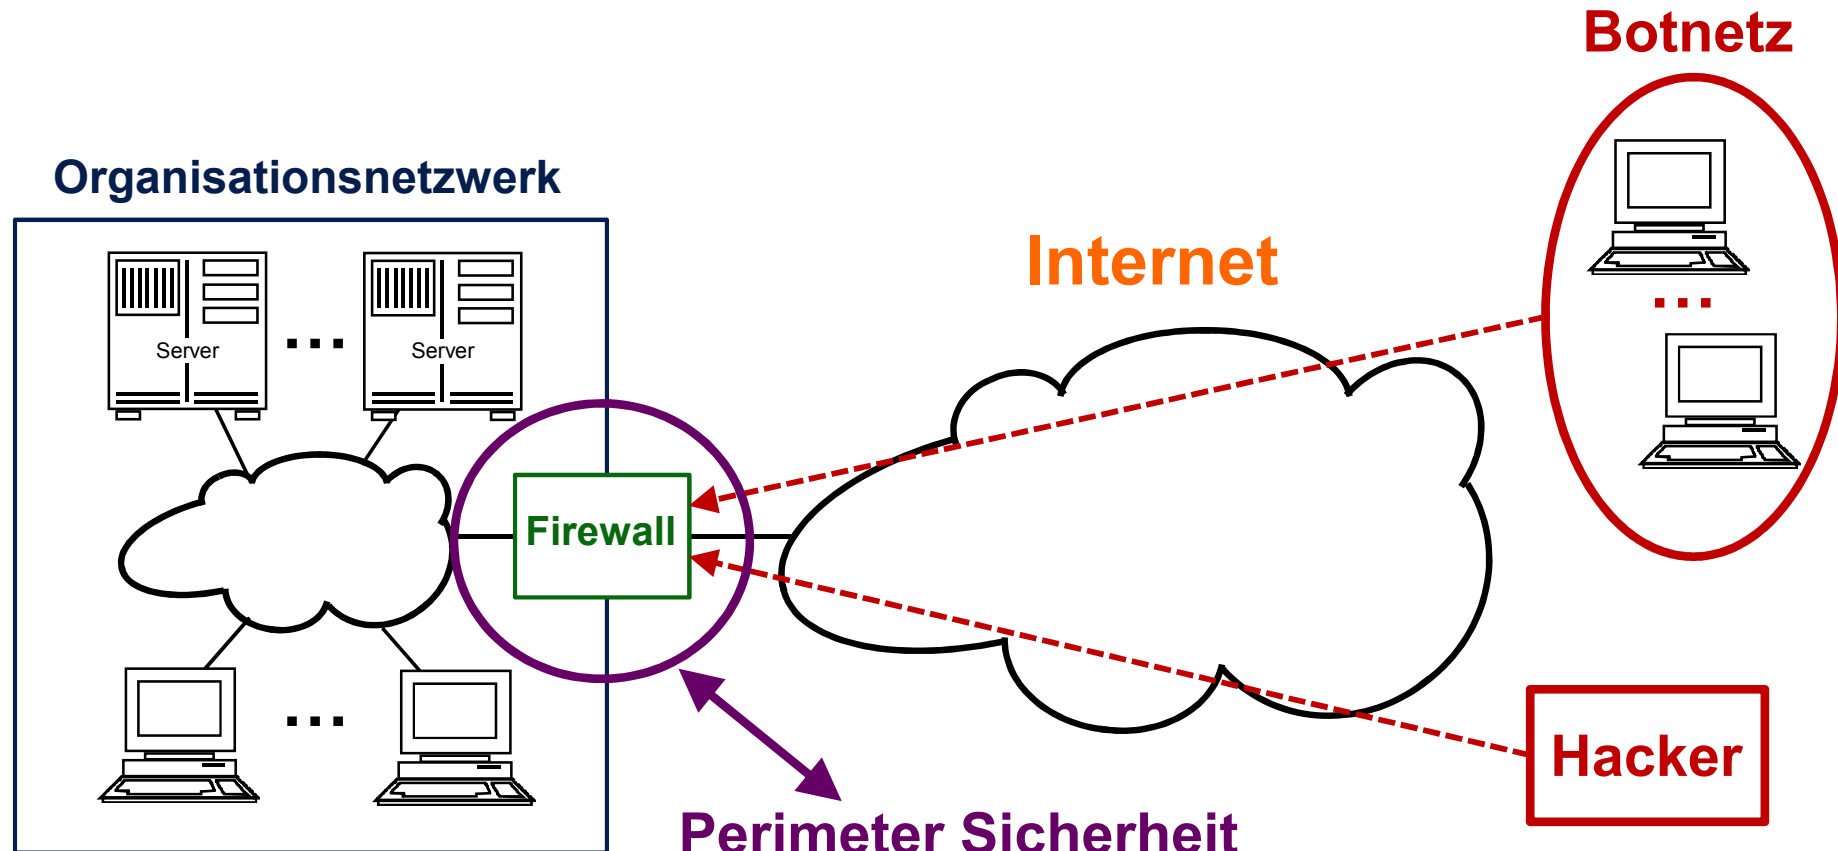 Botnetz
Organisationsnetzwerk
Internet
Server
...
Server
...
Firewall
...
Hacker
Perimeter Sicherheit